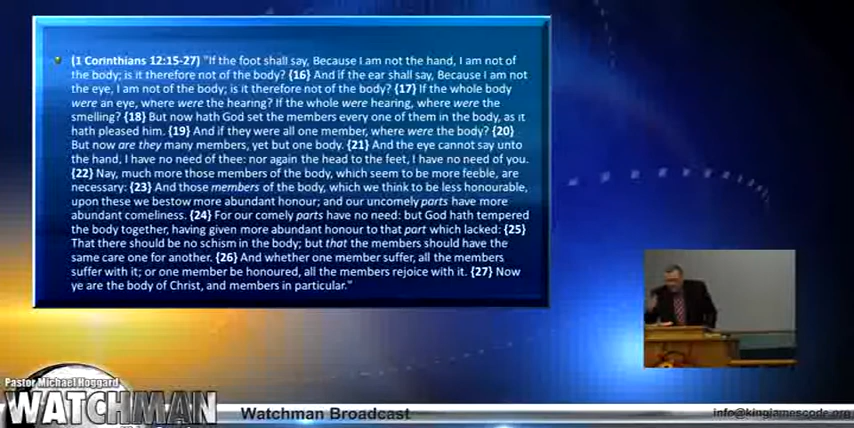 (1 Corinthians 12:15-27) "If the foot shall say, Because I am not the hand, I am not of
the body; is it therefore not of the body? {16} And if the ear shall say, Because I am not
the eye, I am not of the body; is it therefore not of the body? {17} If the whole body
were an eye, where were the hearing? If the whole were hearing, where were the
smelling? {18} But now hath God set the members every one of them in the body, as it
hath pleased him. {19} And if they were all one member, where were the body? {20}
But now are they many members, yet but one body. {21} And the eye cannot say unto
the hand, I have no need of thee: nor again the head to the feet, I have no need of you.
{22} Nay, much more those members of the body, which seem to be more feeble, are
necessary: {23} And those members of the body, which we think to be less honourable,
upon these we bestow more abundant honour; and our uncomely parts have more
abundant comeliness. {24} For our comely parts have no need: but God hath tempered
the body together, having given more abundant honour to that part which lacked: {25}
That there should be no schism in the body; but that the members should have the
same care one for another. {26} And whether one member suffer, all the members
suffer with it; or one member be honoured, all the members rejoice with it. {27} Now
ye are the body of Christ, and members in particular."
Pastor Michael Hoggard
WATCHMAN
Watchman Broadcast
info@kingjamescode.org